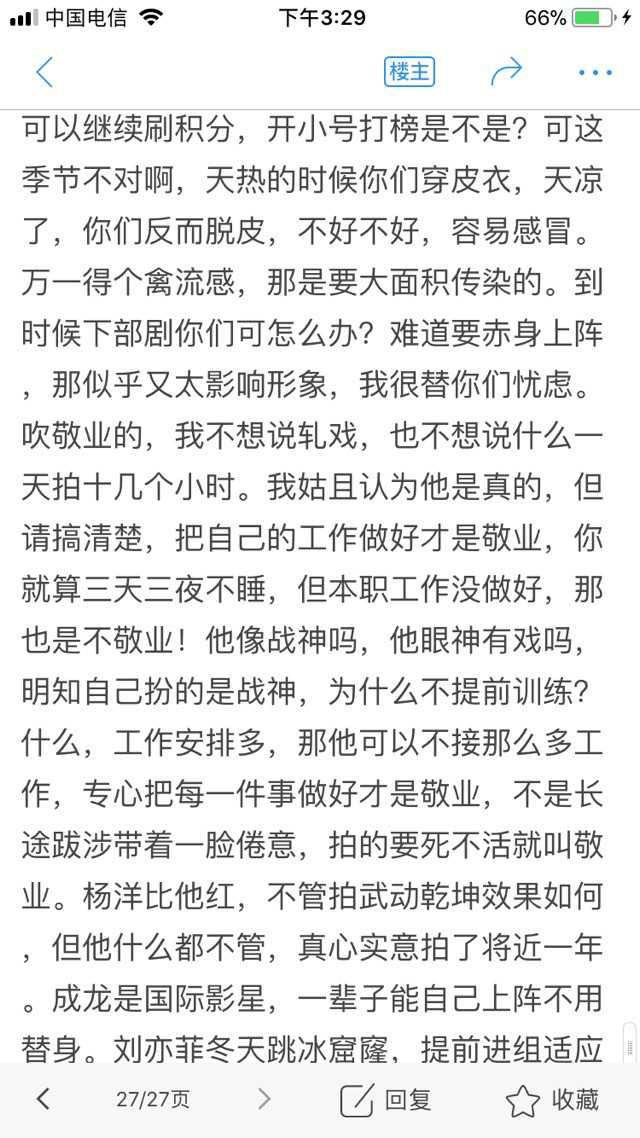 中国电信 下午3:29 66%
楼主
可以继续刷积分，开小号打榜是不是？可这
季节不对啊，天热的时候你们穿皮衣，天凉
了，你们反而脱皮，不好不好，容易感冒。
万一得个禽流感，那是要大面积传染的。到
时候下部剧你们可怎么办？难道要赤身上阵
，那似乎又太影响形象，我很替你们忧虑。
吹敬业的，我不想说轧戏，也不想说什么一
天拍十几个小时。我姑且认为他是真的，但
请搞清楚，把自己的工作做好才是敬业，你
就算三天三夜不睡，但本职工作没做好，那
也是不敬业！他像战神吗，他眼神有戏吗，
明知自己扮的是战神，为什么不提前训练？
什么，工作安排多，那他可以不接那么多工
作，专心把每一件事做好才是敬业，不是长
途跋涉带着一脸倦意，拍的要死不活就叫敬
业。杨洋比他红，不管拍武动乾坤效果如何
，但他什么都不管，真心实意拍了将近一年
。成龙是国际影星，一辈子能自己上阵不用
替身。刘亦菲冬天跳冰窟窿，提前进组适应
27/27页 回复 收藏